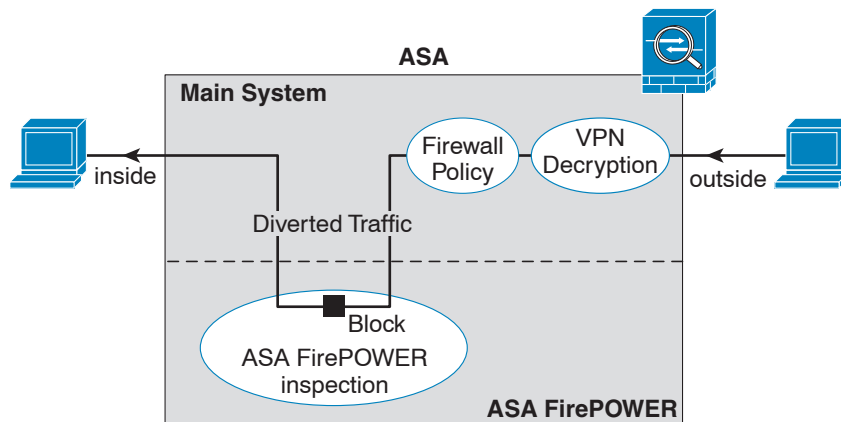 ASA
Main System
Firewall
Policy
VPN
Decryption
inside
outside
Diverted Traffic
Block
ASA FirePOWER
inspection
ASA FirePOWER